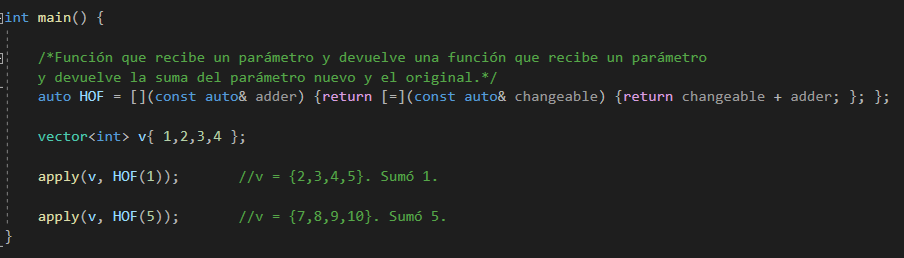 int main() {
/*Función que recibe un parámetro y devuelve una función que recibe un parámetro
y devuelve la suma del parámetro nuevo y el original.*/
auto HOF = [](const auto& adder) {return [=](const auto& changeable) {return changeable + adder; }; };
vector<int> v{ 1,2,3,4 };
apply(v, HOF(1));       //v = {2,3,4,5}. Sumó 1.
apply(v, HOF(5));       //v = {7,8,9,10}. Sumó 5.
}